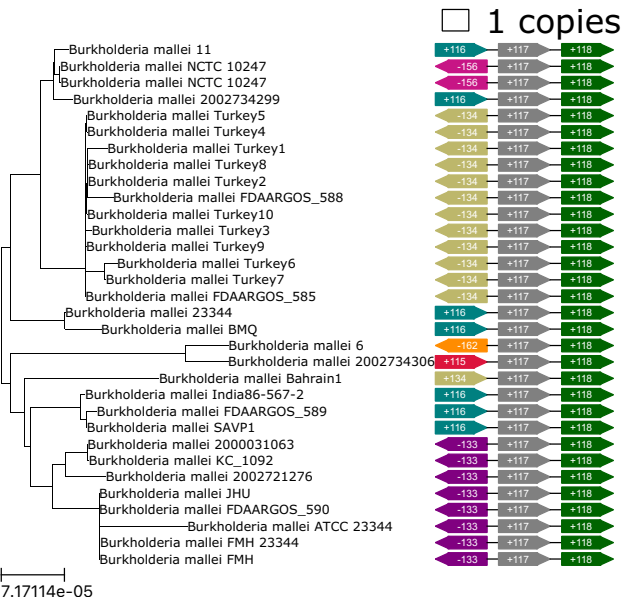 1 copies
Burkholderia mallei 11 +116 +117 +118
Burkholderia mallei NCTC 10247 -156 +117 +118
Burkholderia mallei NCTC 10247 -156 +117 +118
Burkholderia mallei 2002734299 +116 +117 +118
Burkholderia mallei Turkey5 -134 +117 +118
Burkholderia mallei Turkey4 -134 +117 +118
Burkholderia mallei Turkey1 -134 +117 +118
Burkholderia mallei Turkey8 -134 +117 +118
Burkholderia mallei Turkey2 -134 +117 +118
Burkholderia mallei FDAARGOS_588 -134 +117 +118
Burkholderia mallei Turkey10 -134 +117 +118
Burkholderia mallei Turkey3 -134 +117 +118
Burkholderia mallei Turkey9 -134 +117 +118
Burkholderia mallei Turkey6 -134 +117 +118
Burkholderia mallei Turkey7 -134 +117 +118
Burkholderia mallei FDAARGOS_585 -134 +117 +118
Burkholderia mallei 23344 +116 +117 +118
Burkholderia mallei BMQ +116 +117 +118
Burkholderia mallei 6 -162 +117 +118
Burkholderia mallei 2002734306 +115 +117 +118
Burkholderia mallei Bahrain1 +134 +117 +118
Burkholderia mallei India86-567-2 +116 +117 +118
Burkholderia mallei FDAARGOS_589 +116 +117 +118
Burkholderia mallei SAVP1 +116 +117 +118
Burkholderia mallei 2000031063 -133 +117 +118
Burkholderia mallei KC_1092 -133 +117 +118
Burkholderia mallei 2002721276 -133 +117 +118
Burkholderia mallei JHU -133 +117 +118
Burkholderia mallei FDAARGOS_590 -133 +117 +118
Burkholderia mallei ATCC 23344 -133 +117 +118
Burkholderia mallei FMH 23344 -133 +117 +118
Burkholderia mallei FMH -133 +117 +118
7.17114e-05